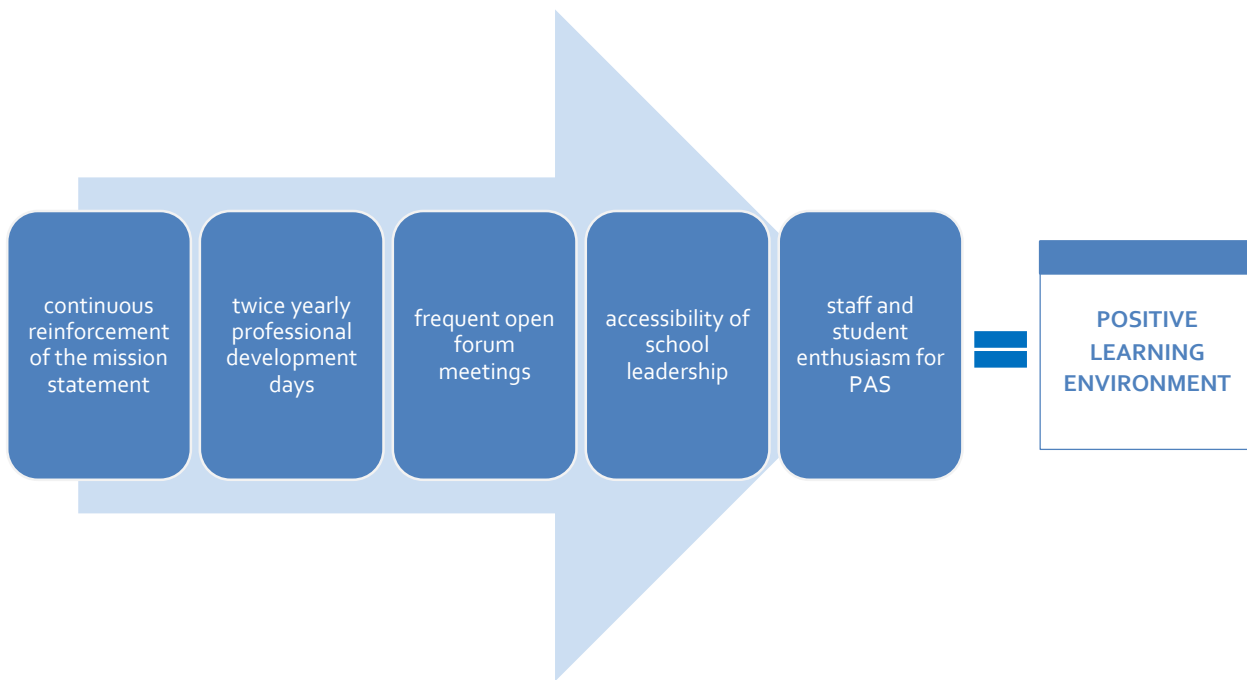 continuous
reinforcement
of the mission
statement
twice yearly
professional
development
days
frequent open
forum
meetings
accessibility of
school
leadership
staff and
student
enthusiasm for
PAS
POSITIVE
LEARNING
ENVIRONMENT